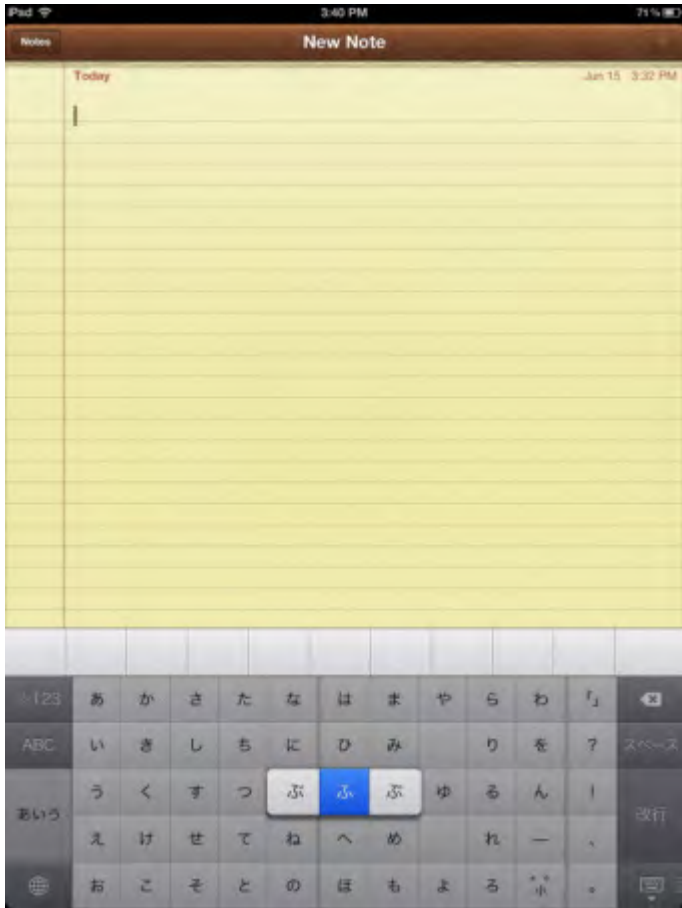 iPad 3:40 PM 71%
Notes New Note
Today Jun 15 3:32 PM
☆123 あ か さ た な は ま や ら わ 「」
ABC い き し ち に ひ み り を ? スペース
う く す つ ふ ゆ る ん !
あいう 改行
え け せ て ね へ め れ ー 、
お こ そ と の ほ も よ ろ ゛゜小 。